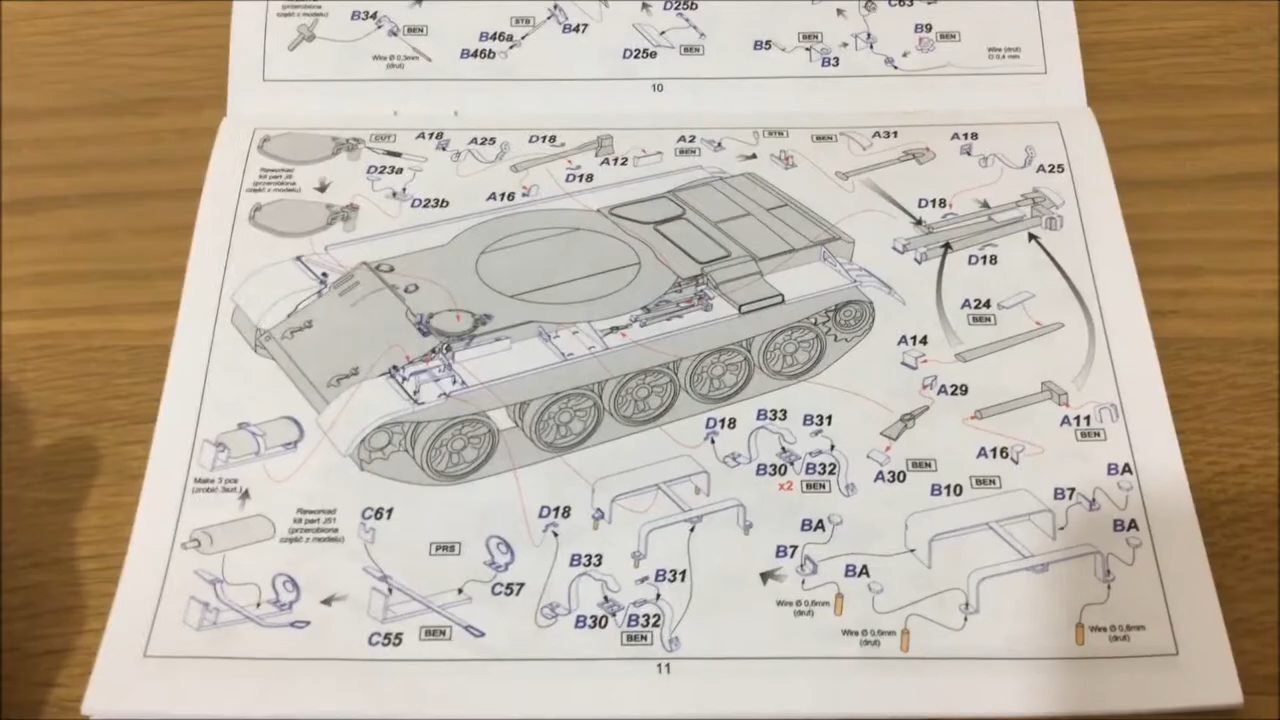 (przerobiona
część z modelu)
B34
BEN
Wire Ø 0,3mm
(drut)
STB
B47
B46a
B46b
D25b
D25e
BEN
B5
BEN
B3
C63
B9
BEN
Wire (drut)
Ø 0,4 mm
10
CUT
A18
A25
D18
A12
D18
A2
BEN
STB
BEN
A31
A18
A25
Reworked
kit part J8
(przerobiona
część z modelu)
D23a
D23b
A16
D18
D18
A24
BEN
A14
A29
A11
BEN
A16
A30
BEN
D18
B33
B31
B30
x2
B32
BEN
Make 3 pcs
(zrobić 3szt.)
Reworked
kit part J51
(przerobiona
część z modelu)
C61
PRS
C57
C55
BEN
D18
B33
B31
B30
B32
BEN
B10
BEN
B7
BA
BA
BA
B7
BA
Wire Ø 0,6mm
(drut)
Wire Ø 0,6mm
(drut)
Wire Ø 0,6mm
(drut)
11